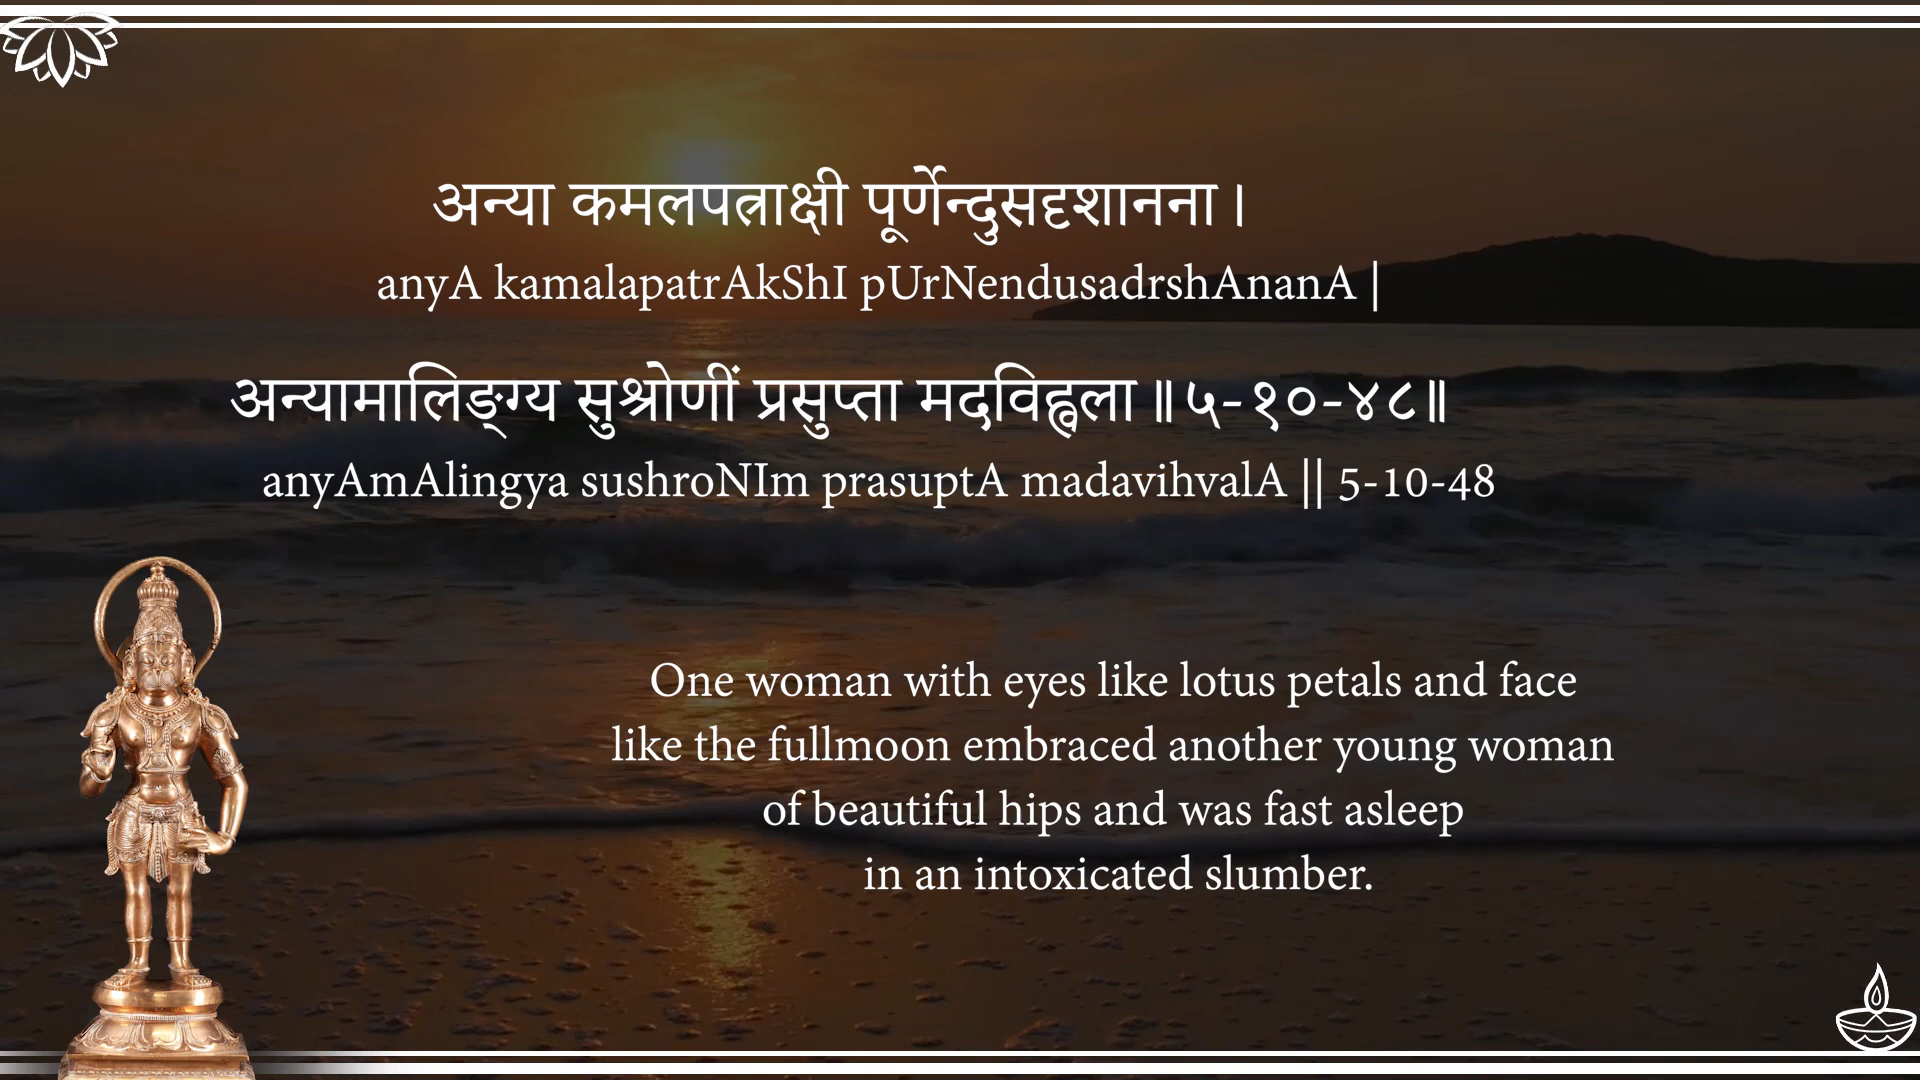 अन्या कमलपत्राक्षी पूर्णेन्दुसदृशानना ।
anyA kamalapatrAkShI pUrNendusadrshAnanA |
अन्यामालिङ्ग्य सुश्रोणीं प्रसुप्ता मदविह्वला ॥ ५-१०-४८॥
anyAmAlingya sushroNIm prasuptA madavihvalA || 5-10-48
One woman with eyes like lotus petals and face
like the fullmoon embraced another young woman
of beautiful hips and was fast asleep
in an intoxicated slumber.